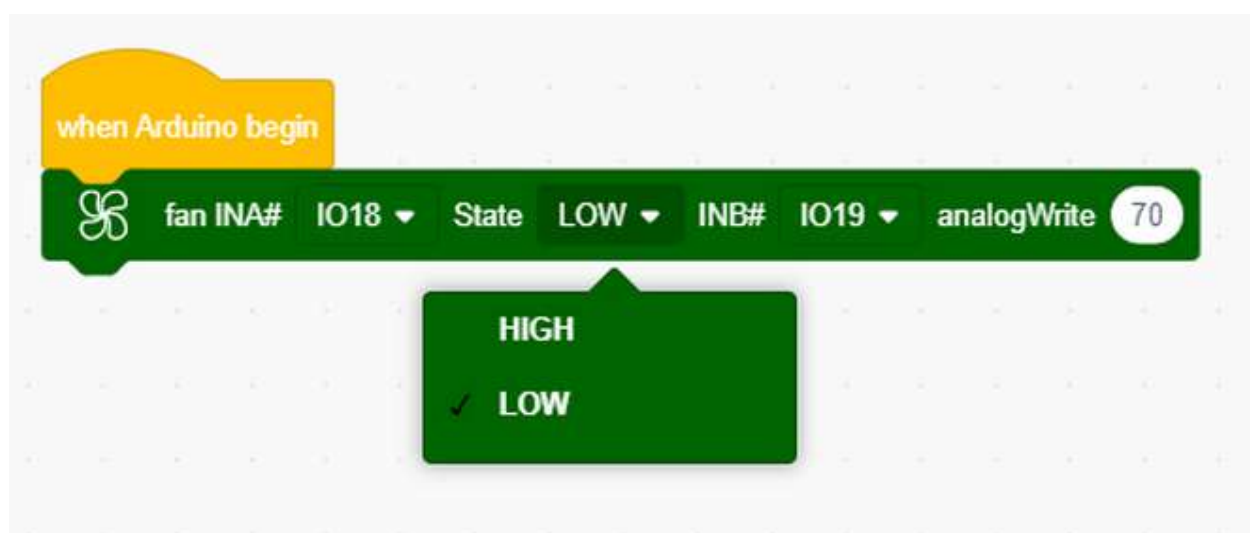 when Arduino begin
fan INA# IO18 State LOW INB# IO19 analogWrite 70
HIGH
✓ LOW